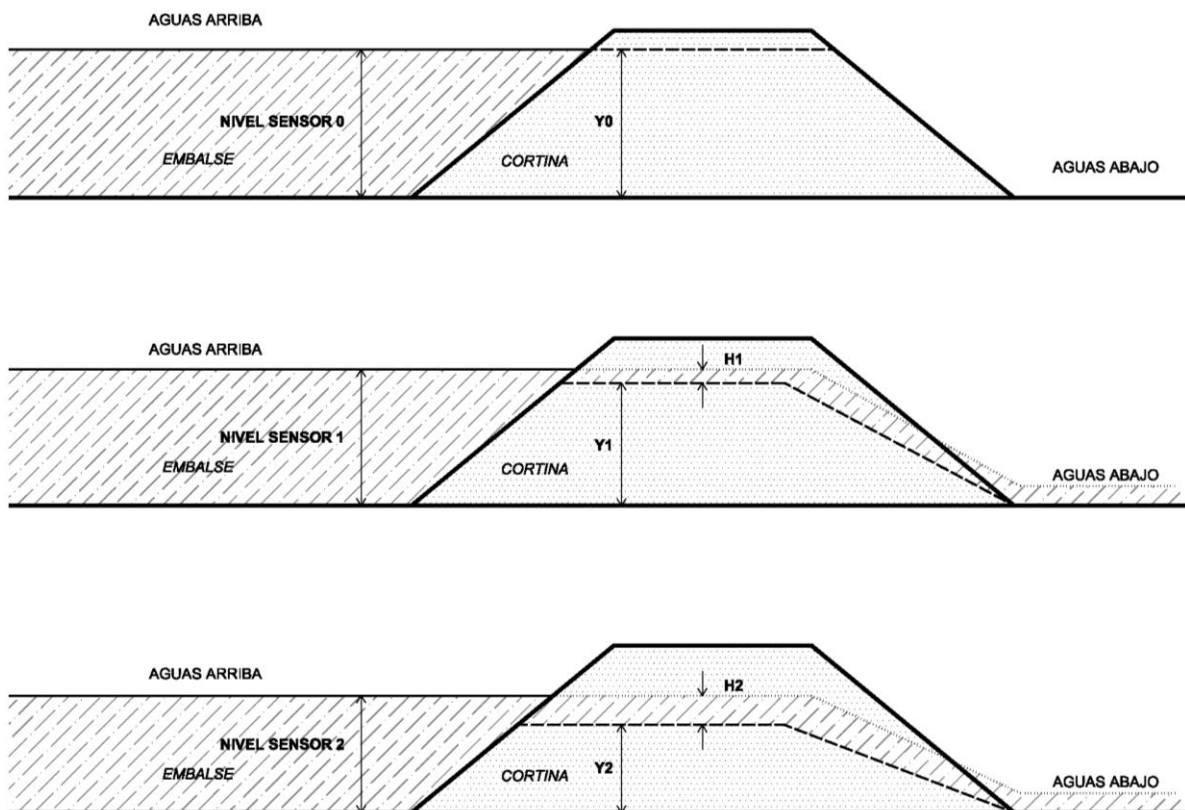 AGUAS ARRIBA
NIVEL SENSOR 0
Y0
EMBALSE
CORTINA
AGUAS ABAJO
AGUAS ARRIBA
H1
NIVEL SENSOR 1
Y1
EMBALSE
CORTINA
AGUAS ABAJO
AGUAS ARRIBA
H2
NIVEL SENSOR 2
Y2
EMBALSE
CORTINA
AGUAS ABAJO